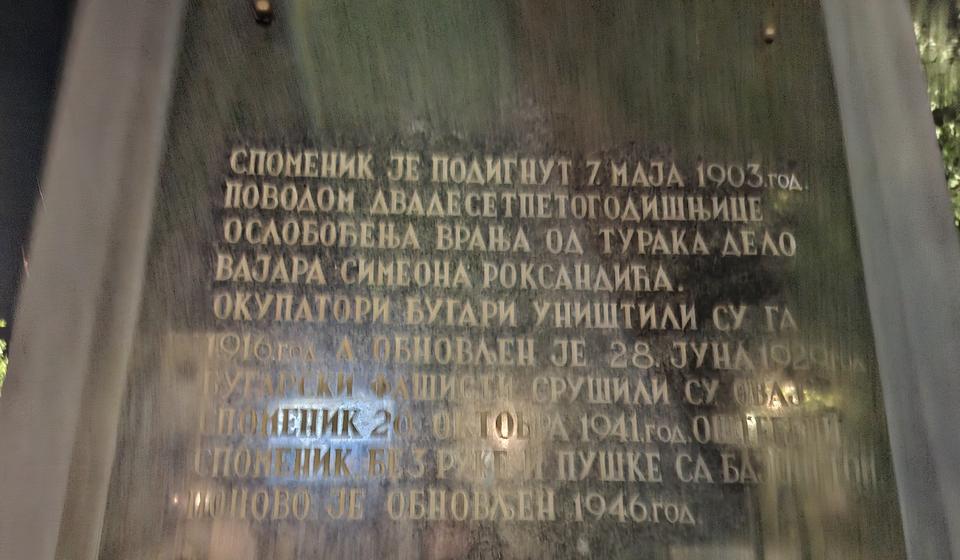 СПОМЕНИК ЈЕ ПОДИГНУТ 7 МАЈА 1903.год.
ПОВОДОМ ДВАДЕСЕТПЕТОГОДИШЊИЦЕ
ОСЛОБОЂЕЊА ВРАЊА ОД ТУРАКА ДЕЛО
ВАЈАРА СИМЕОНА РОКСАНДИЋА.
ОКУПАТОРИ БУГАРИ УНИШТИЛИ СУ ГА
1916.год. А ОБНОВЉЕН ЈЕ 28. ЈУНА
БУГАРСКИ ФАШИСТИ СРУШИЛИ СУ ОВАЈ
СПОМЕНИК 20. ОКТОБРА 1941.год.
СПОМЕНИК БЕЗ РУКЕ И ПУШКЕ СА
ПОНОВО ЈЕ ОБНОВЉЕН 1946.год.